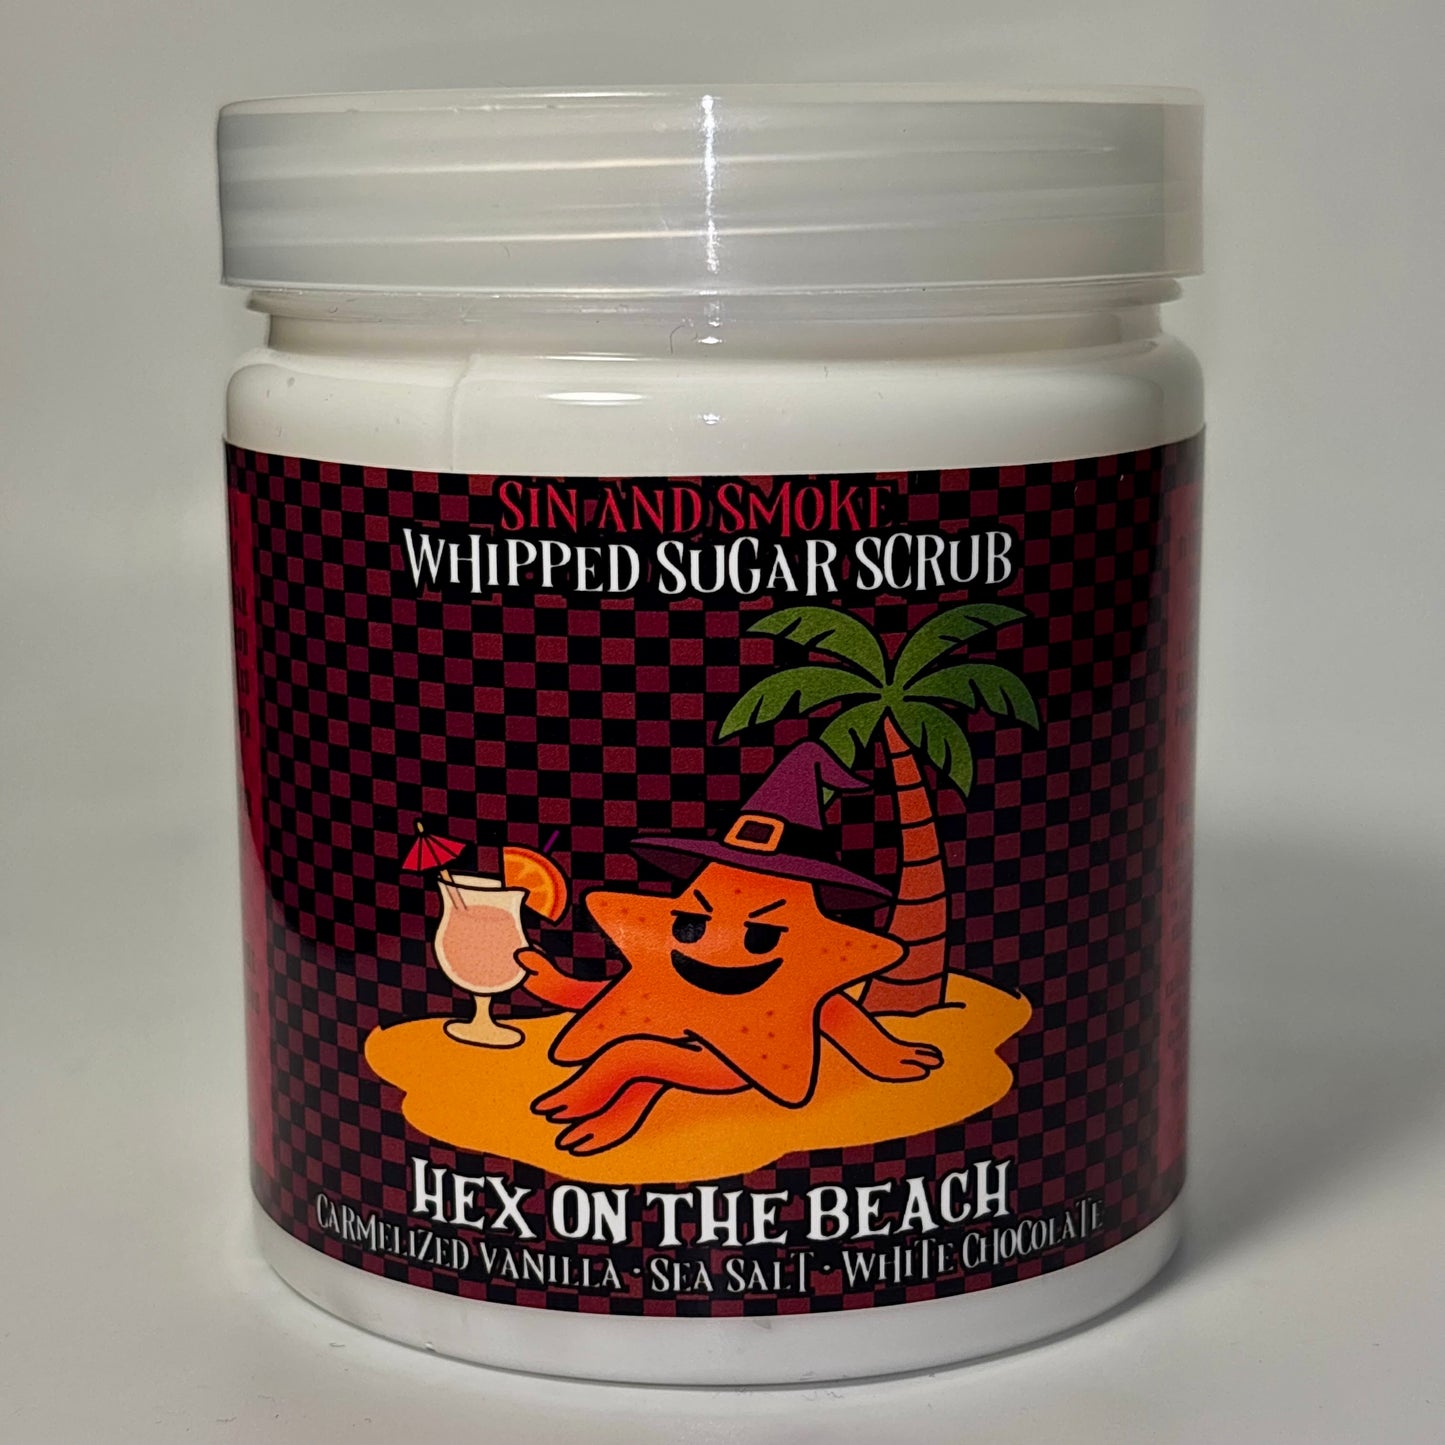 SIN AND SMOKE
WHIPPED SUGAR SCRUB
HEX ON THE BEACH
CARMELIZED VANILLA · SEA SALT · WHITE CHOCOLATE